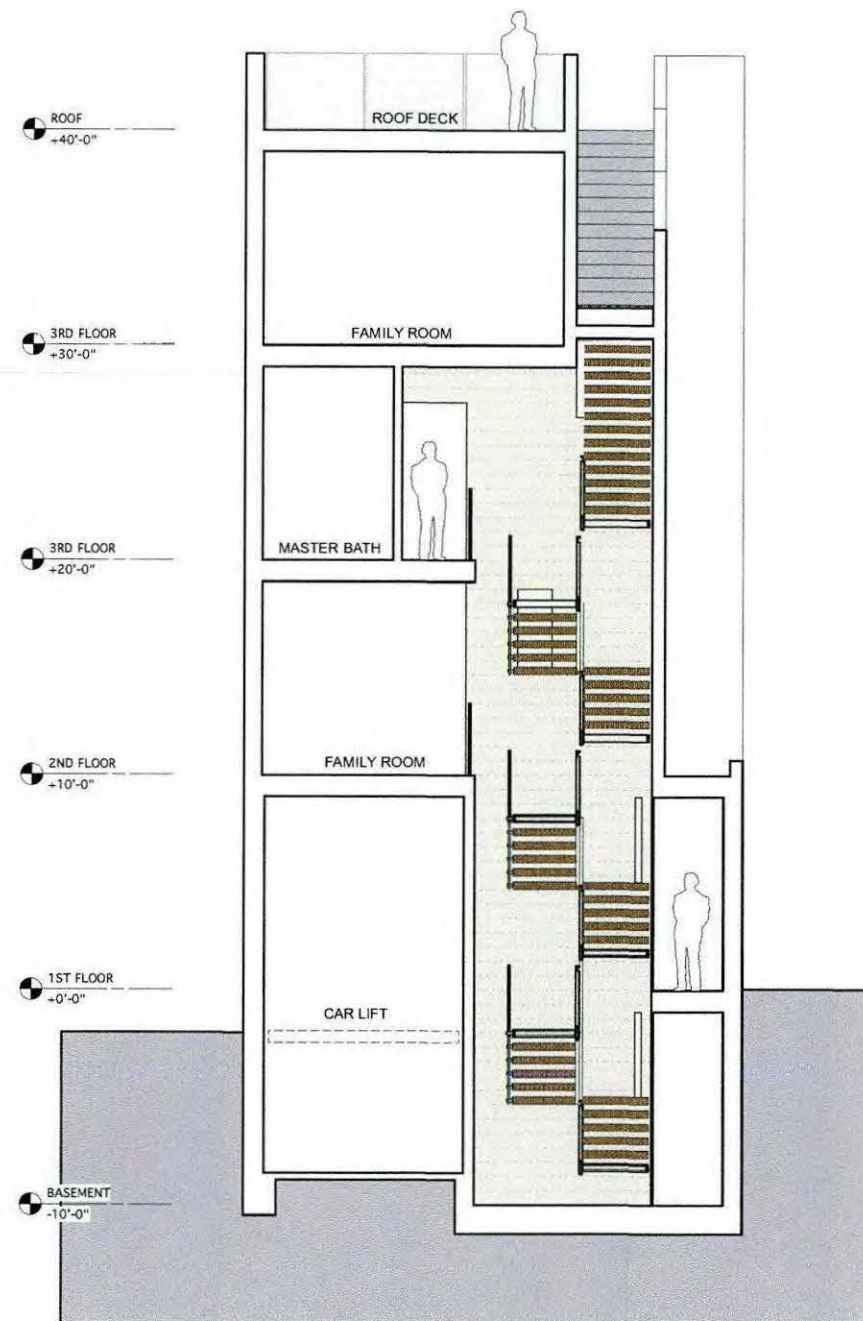 ROOF DECK
ROOF
+40'-0"
FAMILY ROOM
3RD FLOOR
+30'-0"
MASTER BATH
3RD FLOOR
+20'-0"
FAMILY ROOM
2ND FLOOR
+10'-0"
1ST FLOOR
+0'-0"
CAR LIFT
BASEMENT
-10'-0"